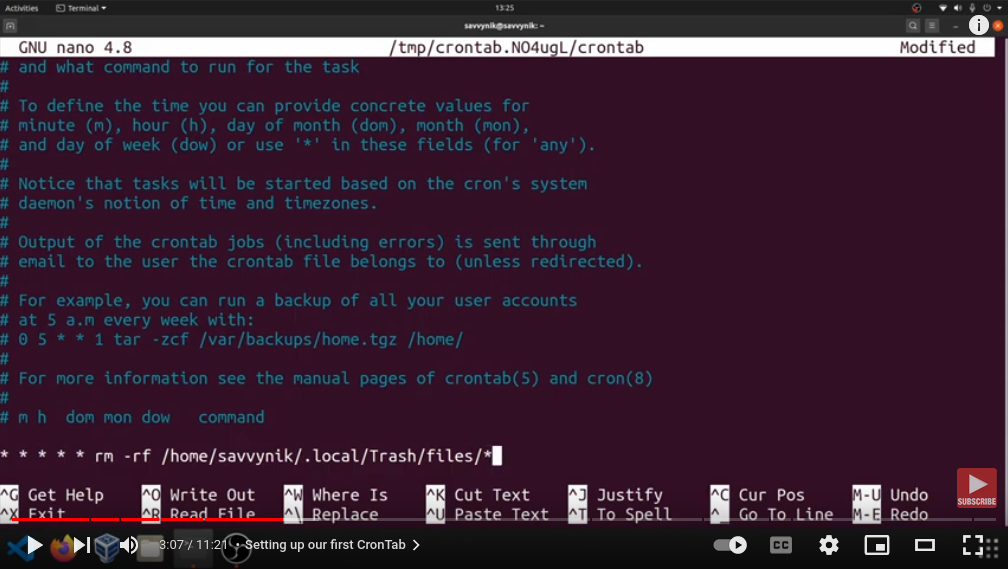 Activities Terminal 13:25
savvynik@savvynik: ~
GNU nano 4.8 /tmp/crontab.NO4ugL/crontab Modified
# and what command to run for the task
#
# To define the time you can provide concrete values for
# minute (m), hour (h), day of month (dom), month (mon),
# and day of week (dow) or use '*' in these fields (for 'any').
#
# Notice that tasks will be started based on the cron's system
# daemon's notion of time and timezones.
#
# Output of the crontab jobs (including errors) is sent through
# email to the user the crontab file belongs to (unless redirected).
#
# For example, you can run a backup of all your user accounts
# at 5 a.m every week with:
# 0 5 * * 1 tar -zcf /var/backups/home.tgz /home/
#
# For more information see the manual pages of crontab(5) and cron(8)
#
# m h  dom mon dow   command
* * * * * rm -rf /home/savvynik/.local/Trash/files/*
^G Get Help ^O Write Out ^W Where Is ^K Cut Text ^J Justify ^C Cur Pos M-U Undo
^X Exit ^R Read File ^\ Replace ^U Paste Text ^T To Spell ^_ Go To Line M-E Redo
SUBSCRIBE
3:07 / 11:21 • Setting up our first CronTab >
CC